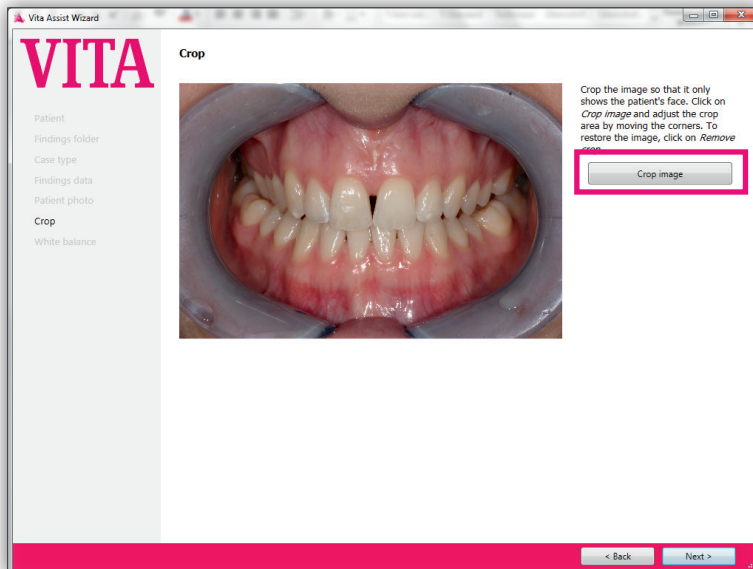 Vita Assist Wizard
VITA
Patient
Findings folder
Case type
Findings data
Patient photo
Crop
White balance
Crop
Crop the image so that it only
shows the patient's face. Click on
Crop image and adjust the crop
area by moving the corners. To
restore the image, click on Remove
Crop image
< Back
Next >